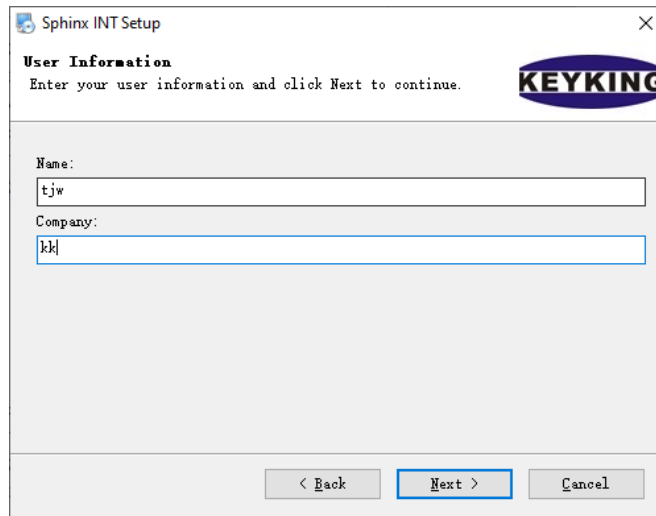 Sphinx INT Setup
User Information
Enter your user information and click Next to continue.
KEYKING
Name:
tjw
Company:
kk
< Back
Next >
Cancel